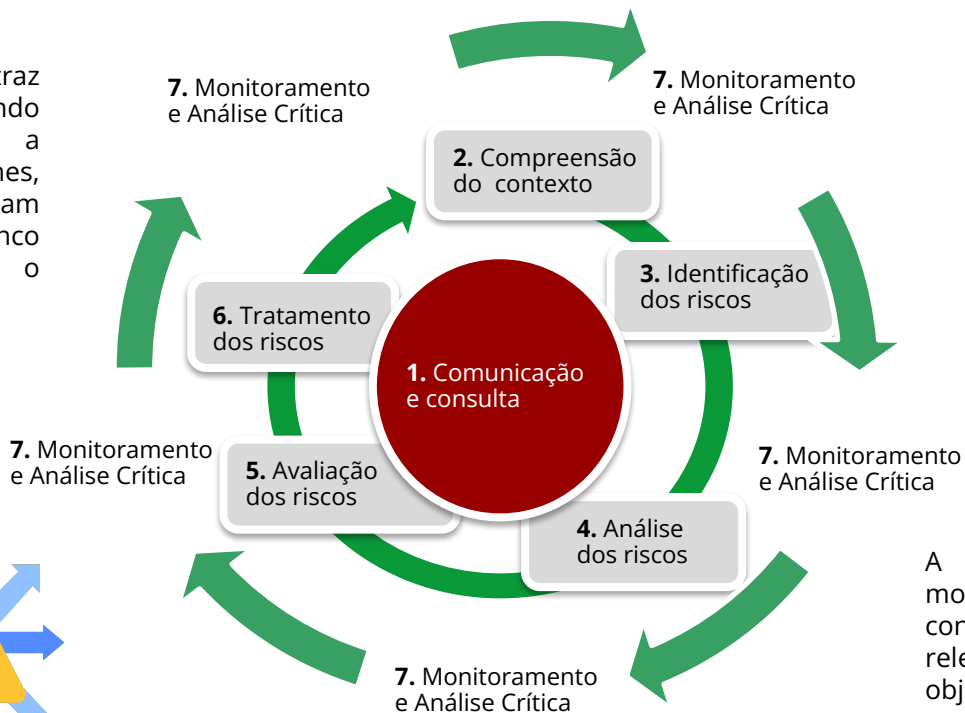 7. Monitoramento
e Análise Crítica
7. Monitoramento
e Análise Crítica
2. Compreensão
do contexto
3. Identificação
dos riscos
6. Tratamento
dos riscos
1. Comunicação
e consulta
7. Monitoramento
e Análise Crítica
5. Avaliação
dos riscos
7. Monitoramento
e Análise Crítica
4. Análise
dos riscos
7. Monitoramento
e Análise Crítica
a
o
A